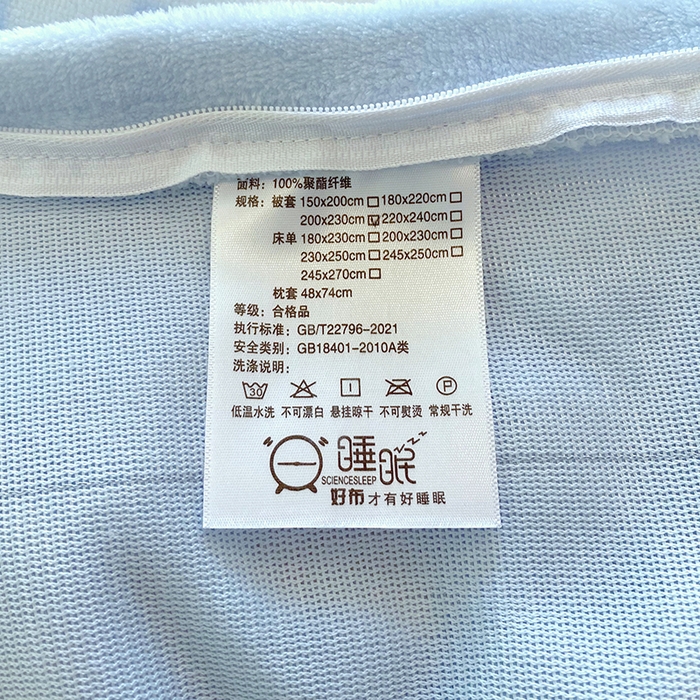 面料：100%聚酯纤维
规格：被套 150x200cm□180x220cm□
200x230cm☑220x240cm□
床单 180x230cm□200x230cm□
230x250cm□245x250cm□
245x270cm□
枕套 48x74cm
等级：合格品
执行标准：GB/T22796-2021
安全类别：GB18401-2010A类
洗涤说明：
30 P
低温水洗 不可漂白 悬挂晾干 不可熨烫 常规干洗
睡眠zzz
SCIENCESLEEP
好布才有好睡眠